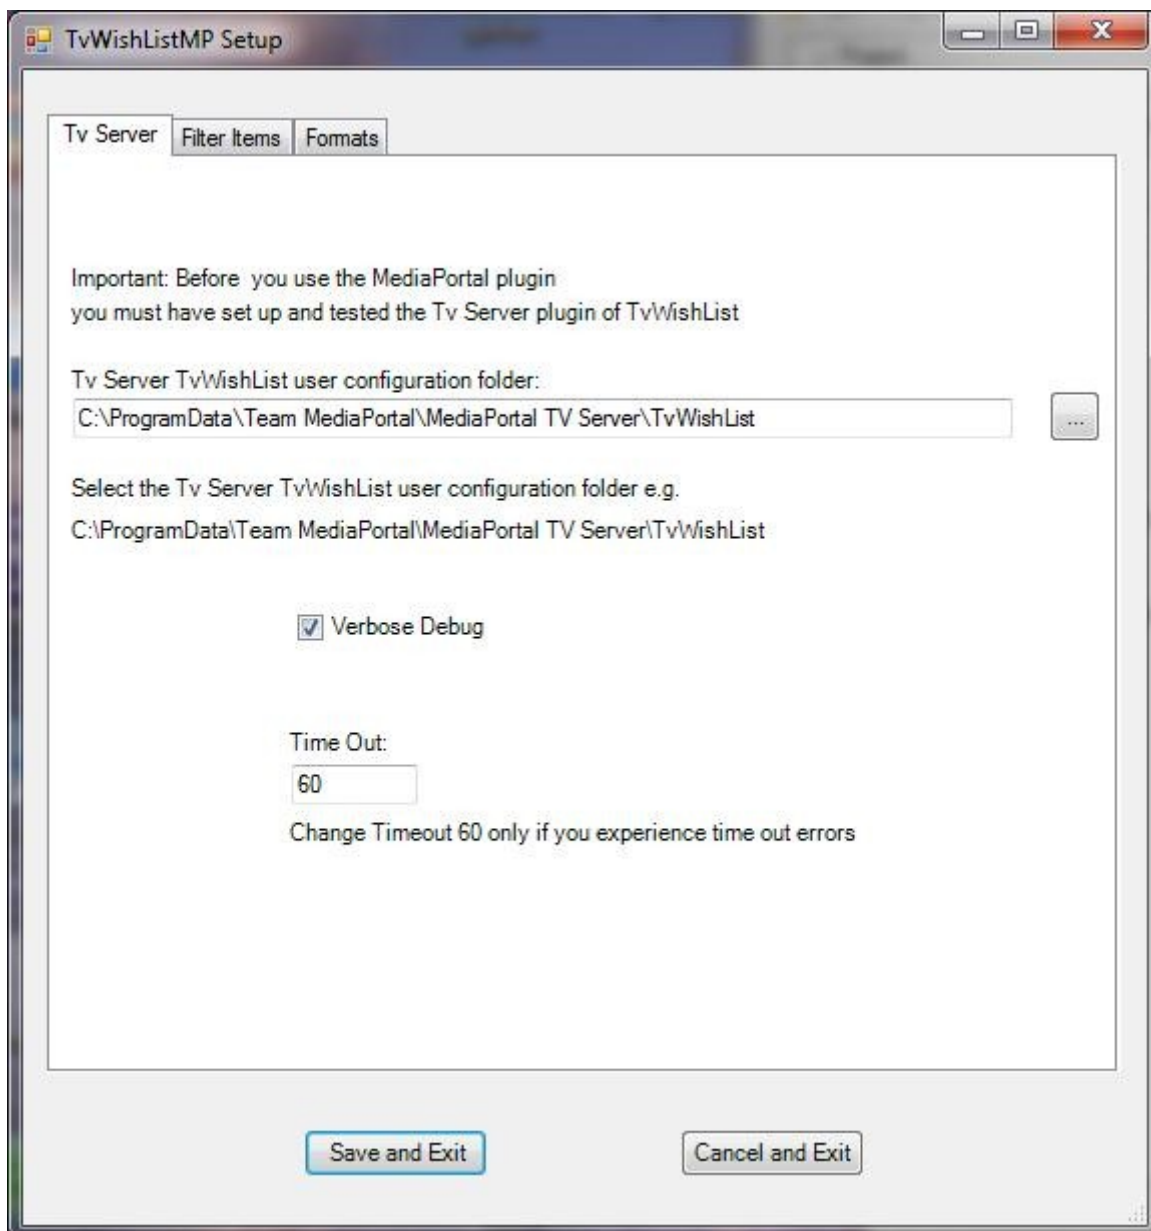 TvWishListMP Setup
Tv Server
Filter Items
Formats
Important: Before  you use the MediaPortal plugin
you must have set up and tested the Tv Server plugin of TvWishList
Tv Server TvWishList user configuration folder:
C:\ProgramData\Team MediaPortal\MediaPortal TV Server\TvWishList
...
Select the Tv Server TvWishList user configuration folder e.g.
C:\ProgramData\Team MediaPortal\MediaPortal TV Server\TvWishList
Verbose Debug
Time Out:
60
Change Timeout 60 only if you experience time out errors
Save and Exit
Cancel and Exit